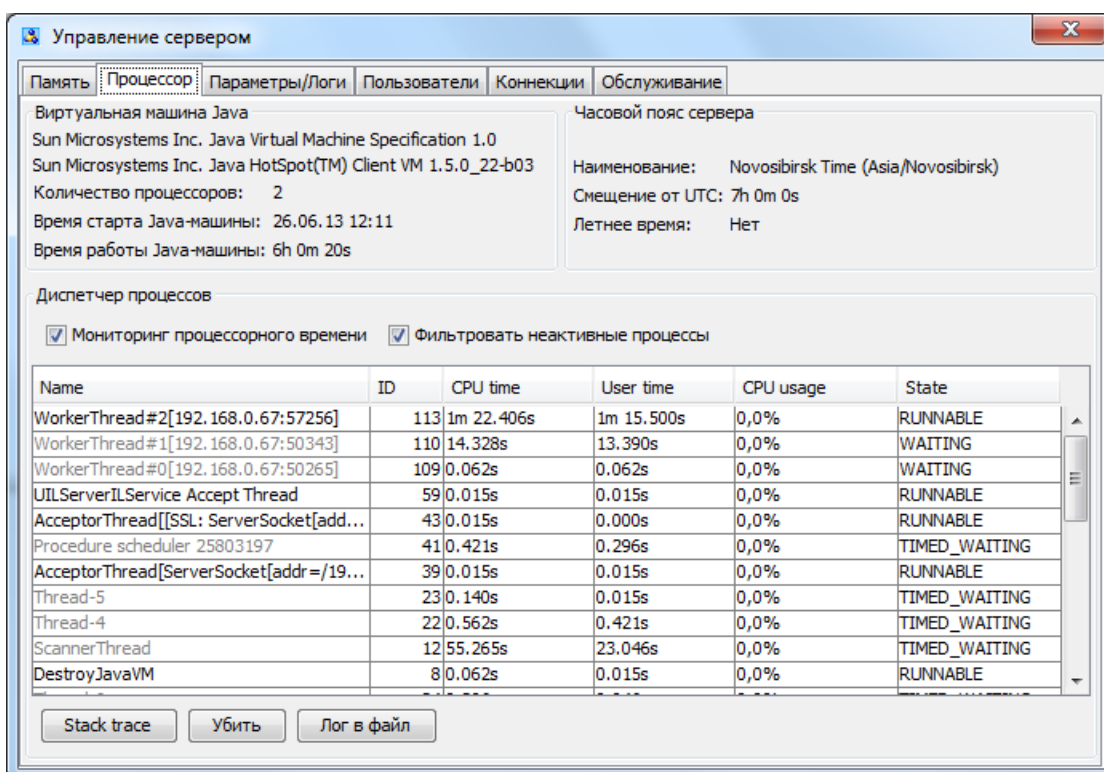 Управление сервером
Память Процессор Параметры/Логи Пользователи Коннекции Обслуживание
Виртуальная машина Java
Sun Microsystems Inc. Java Virtual Machine Specification 1.0
Sun Microsystems Inc. Java HotSpot(TM) Client VM 1.5.0_22-b03
Количество процессоров: 2
Время старта Java-машины: 26.06.13 12:11
Время работы Java-машины: 6h 0m 20s
Часовой пояс сервера
Наименование: Novosibirsk Time (Asia/Novosibirsk)
Смещение от UTC: 7h 0m 0s
Летнее время: Нет
Диспетчер процессов
Мониторинг процессорного времени Фильтровать неактивные процессы
Name ID CPU time User time CPU usage State
WorkerThread#2[192.168.0.67:57256] 113 1m 22.406s 1m 15.500s 0,0% RUNNABLE
WorkerThread#1[192.168.0.67:50343] 110 14.328s 13.390s 0,0% WAITING
WorkerThread#0[192.168.0.67:50265] 109 0.062s 0.062s 0,0% WAITING
UILServerILService Accept Thread 59 0.015s 0.015s 0,0% RUNNABLE
AcceptorThread[[SSL: ServerSocket[add... 43 0.015s 0.000s 0,0% RUNNABLE
Procedure scheduler 25803197 41 0.421s 0.296s 0,0% TIMED_WAITING
AcceptorThread[ServerSocket[addr=/19... 39 0.015s 0.015s 0,0% RUNNABLE
Thread-5 23 0.140s 0.015s 0,0% TIMED_WAITING
Thread-4 22 0.562s 0.421s 0,0% TIMED_WAITING
ScannerThread 12 55.265s 23.046s 0,0% TIMED_WAITING
DestroyJavaVM 8 0.062s 0.015s 0,0% RUNNABLE
Stack trace Убить Лог в файл